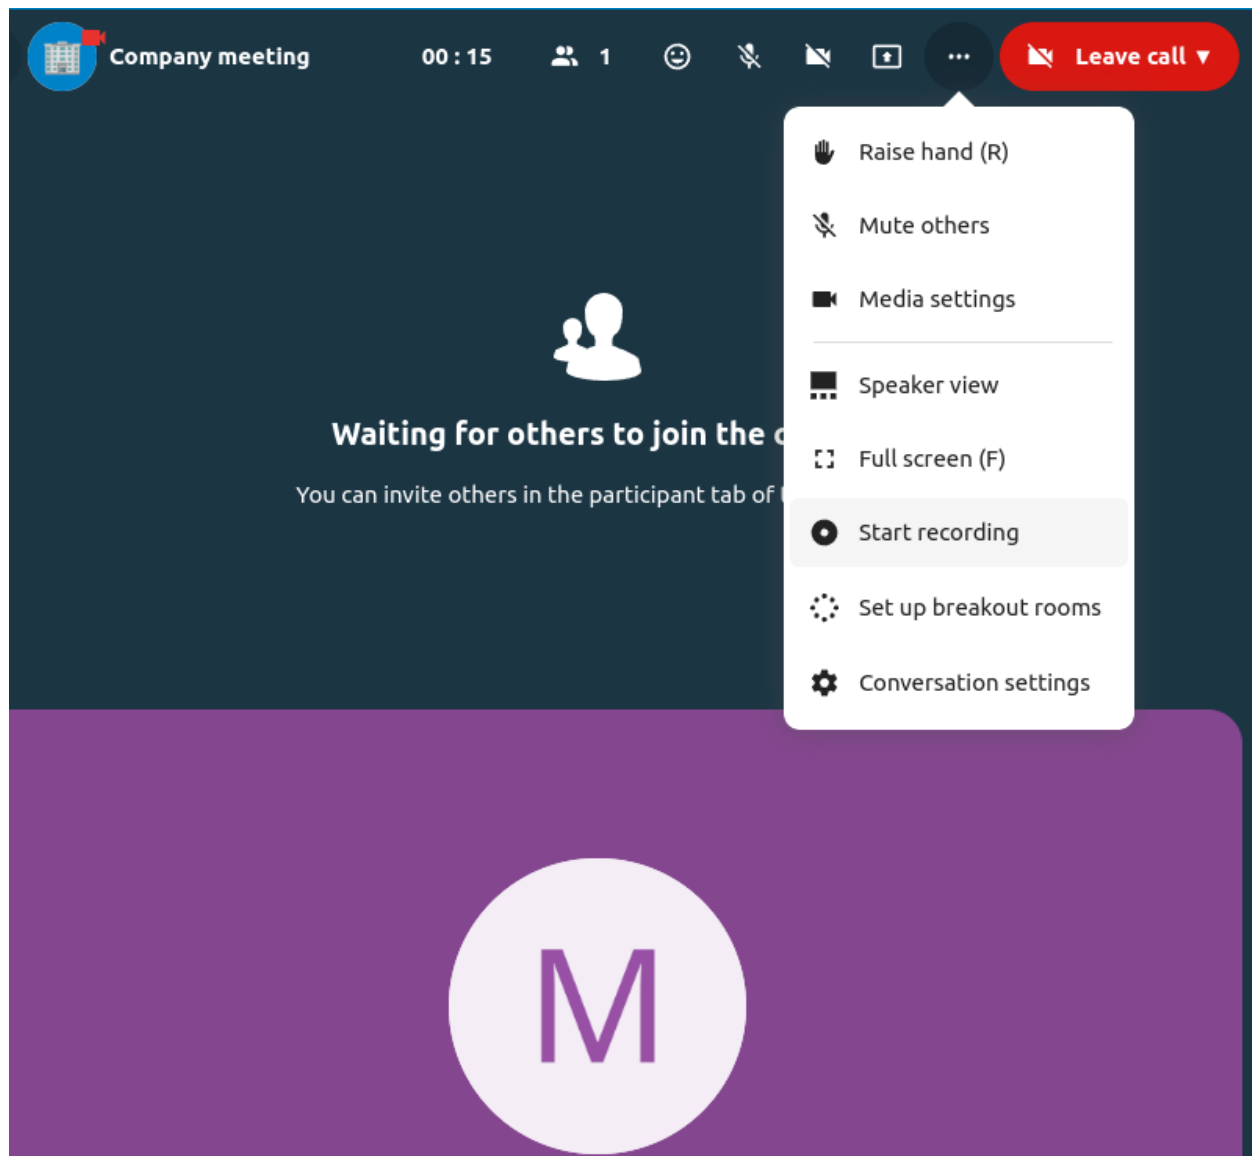 Company meeting
00 : 15
1
Leave call
Raise hand (R)
Mute others
Media settings
Waiting for others to join the
You can invite others in the participant tab of
Speaker view
Full screen (F)
Start recording
Set up breakout rooms
Conversation settings
M